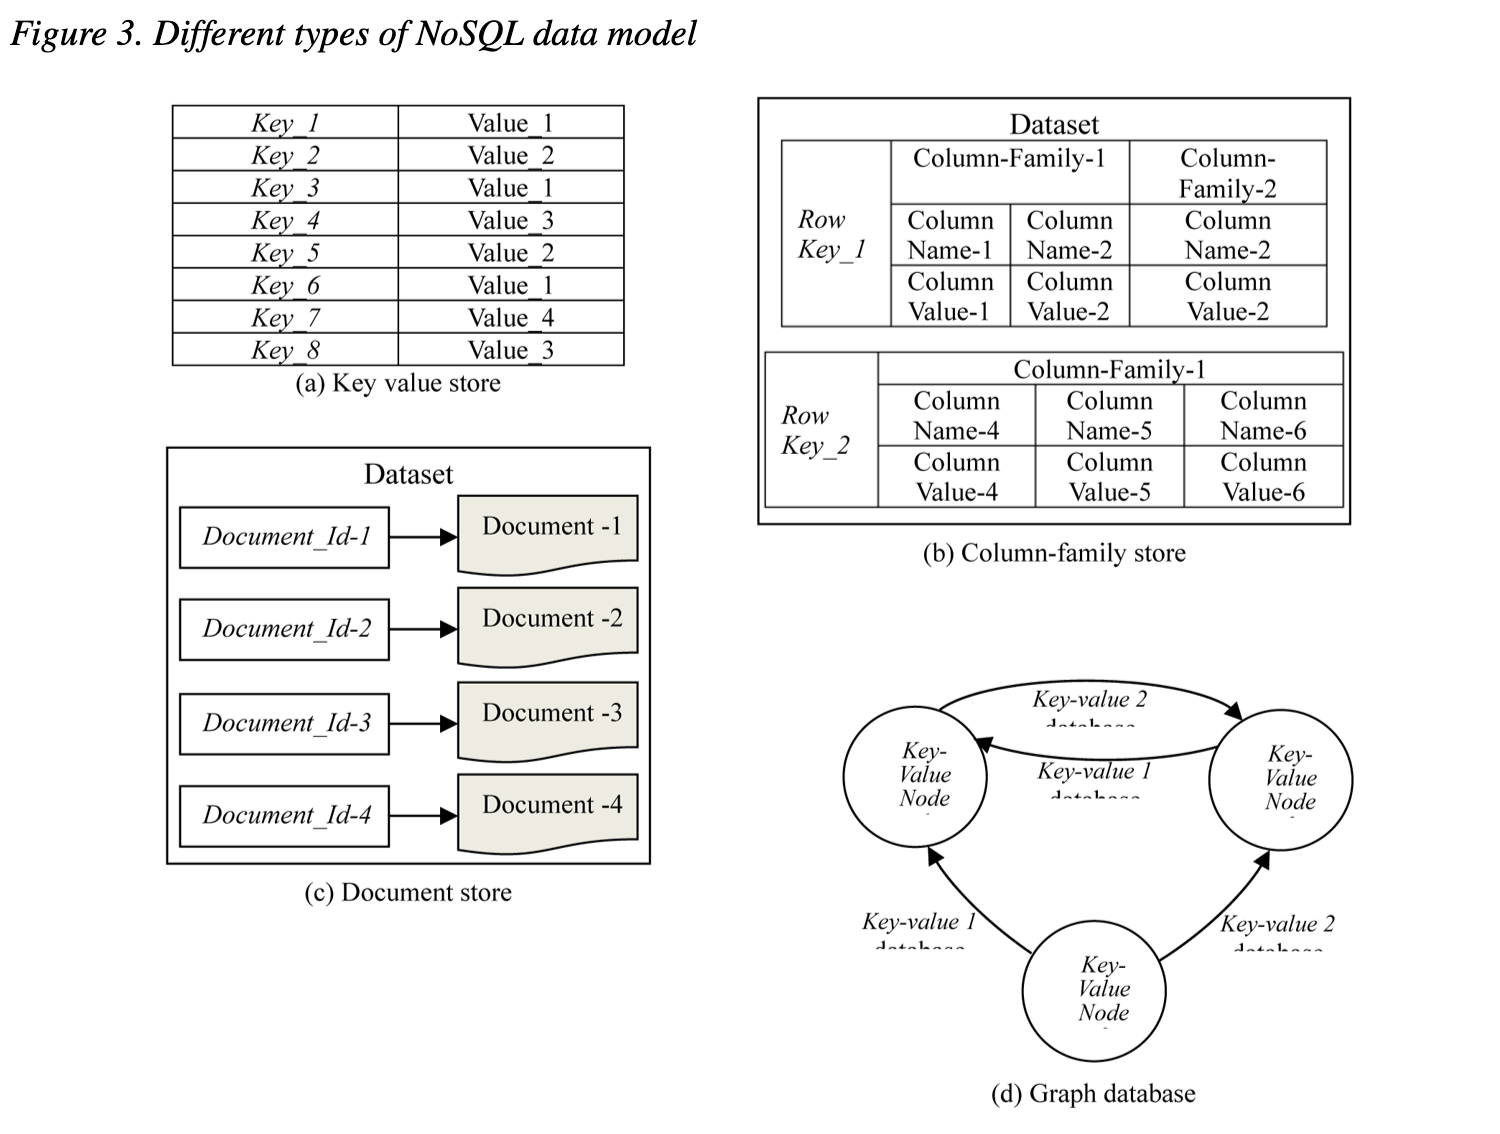 Figure 3. Different types of NoSQL data model
Key_1 Value_1
Key_2 Value_2
Key_3 Value_1
Key_4 Value_3
Key_5 Value_2
Key_6 Value_1
Key_7 Value_4
Key_8 Value_3
(a) Key value store
Dataset
Column-Family-1
Column-
Family-2
Row
Key_1
Column
Name-1
Column
Name-2
Column
Name-2
Column
Value-1
Column
Value-2
Column
Value-2
Column-Family-1
Row
Key_2
Column
Name-4
Column
Name-5
Column
Name-6
Column
Value-4
Column
Value-5
Column
Value-6
(b) Column-family store
Dataset
Document_Id-1
Document -1
Document_Id-2
Document -2
Document_Id-3
Document -3
Document_Id-4
Document -4
(c) Document store
Key-value 2
database
Key-
Value
Node
Key-value 1
database
Key-
Value
Node
Key-value 1
database
Key-value 2
database
Key-
Value
Node
(d) Graph database